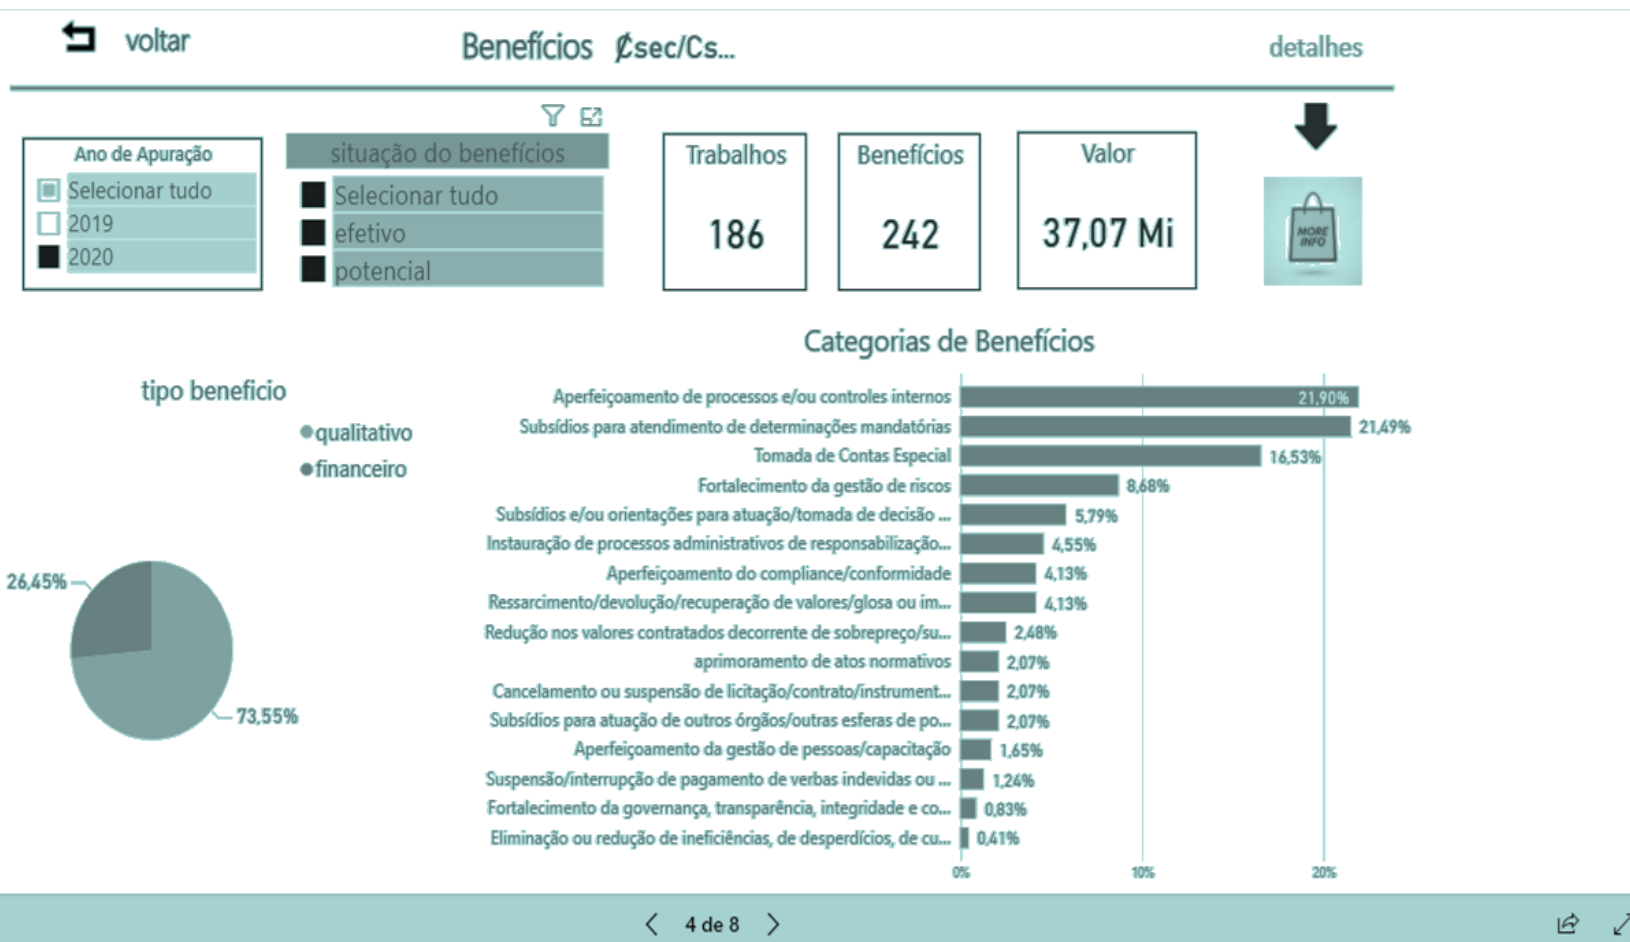 voltar
Benefícios Ȼsec/Cs...
detalhes
Ano de Apuração
Selecionar tudo
2019
2020
situação do benefícios
Selecionar tudo
efetivo
potencial
Trabalhos
186
Benefícios
242
Valor
37,07 Mi
MORE
INFO
tipo beneficio
qualitativo
financeiro
26,45%
73,55%
Categorias de Benefícios
Aperfeiçoamento de processos e/ou controles internos 21,90%
Subsídios para atendimento de determinações mandatórias 21,49%
Tomada de Contas Especial 16,53%
Fortalecimento da gestão de riscos 8,68%
Subsídios e/ou orientações para atuação/tomada de decisão ... 5,79%
Instauração de processos administrativos de responsabilização... 4,55%
Aperfeiçoamento do compliance/conformidade 4,13%
Ressarcimento/devolução/recuperação de valores/glosa ou im... 4,13%
Redução nos valores contratados decorrente de sobrepreço/su... 2,48%
aprimoramento de atos normativos 2,07%
Cancelamento ou suspensão de licitação/contrato/instrument... 2,07%
Subsídios para atuação de outros órgãos/outras esferas de po... 2,07%
Aperfeiçoamento da gestão de pessoas/capacitação 1,65%
Suspensão/interrupção de pagamento de verbas indevidas ou ... 1,24%
Fortalecimento da governança, transparência, integridade e co... 0,83%
Eliminação ou redução de ineficiências, de desperdícios, de cu... 0,41%
0% 10% 20%
4 de 8